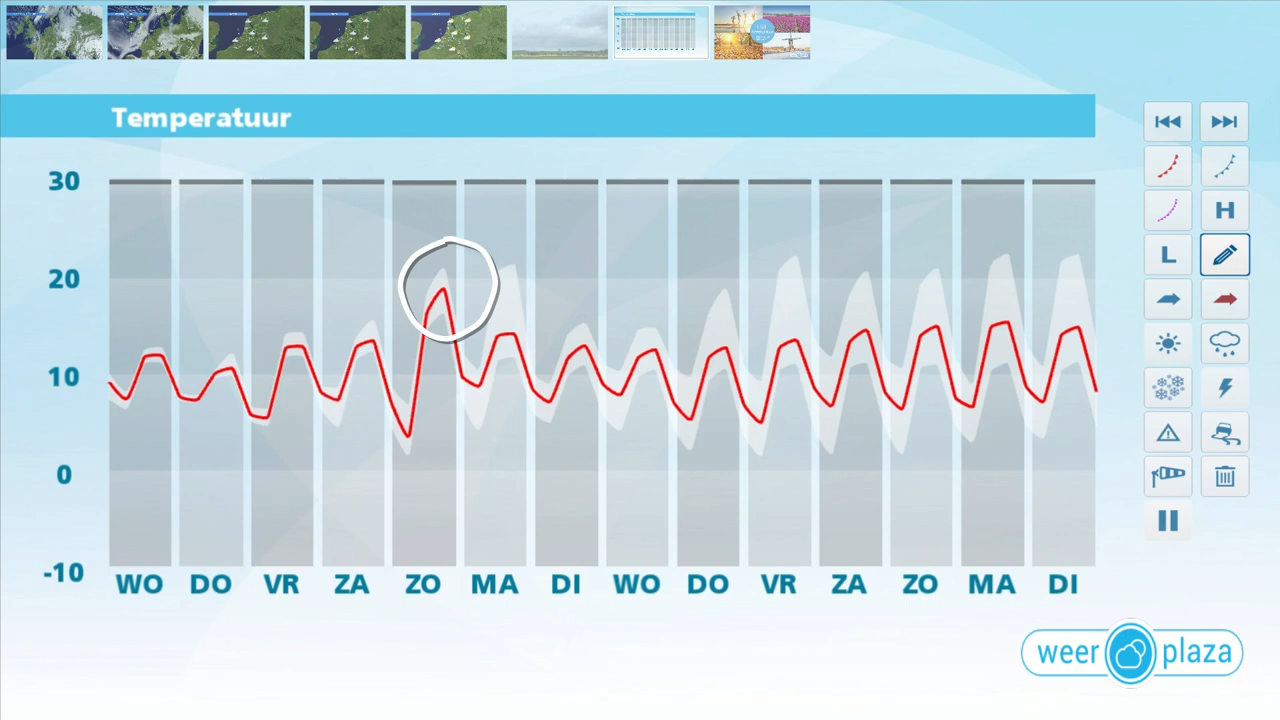 Temperatuur
30
20
10
0
-10
WO DO VR ZA ZO MA DI WO DO VR ZA ZO MA DI
H
L
weer plaza